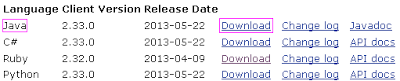 Language Client Version Release Date
Java 2.33.0 2013-05-22 Download Change log Javadoc
C# 2.33.0 2013-05-22 Download Change log API docs
Ruby 2.32.0 2013-04-09 Download Change log API docs
Python 2.33.0 2013-05-22 Download Change log API docs